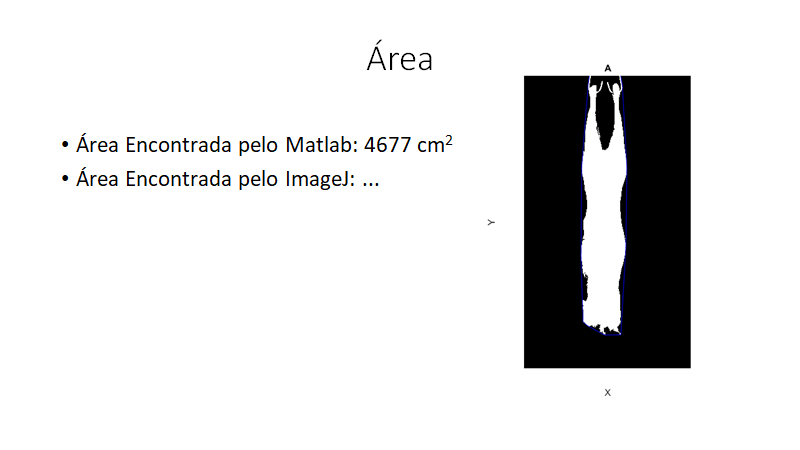 Área
• Área Encontrada pelo Matlab: 4677 cm²
• Área Encontrada pelo ImageJ: ...
A
Y
X